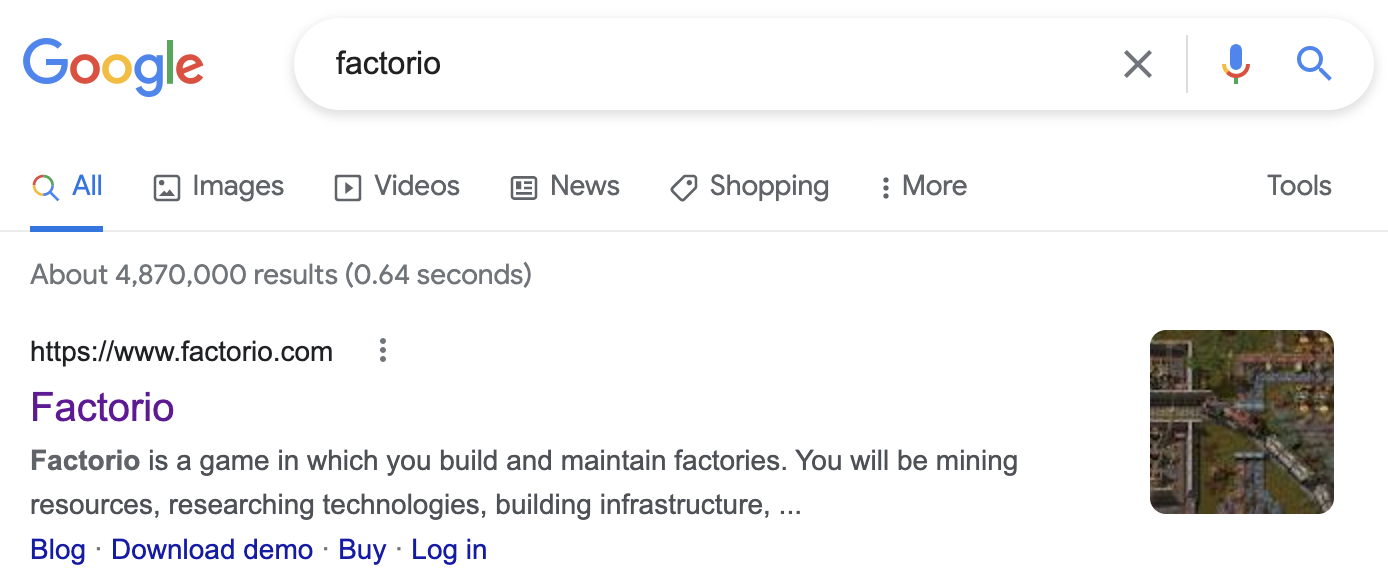 Google
factorio
All Images Videos News Shopping More Tools
About 4,870,000 results (0.64 seconds)
https://www.factorio.com
Factorio
Factorio is a game in which you build and maintain factories. You will be mining
resources, researching technologies, building infrastructure, ...
Blog · Download demo · Buy · Log in